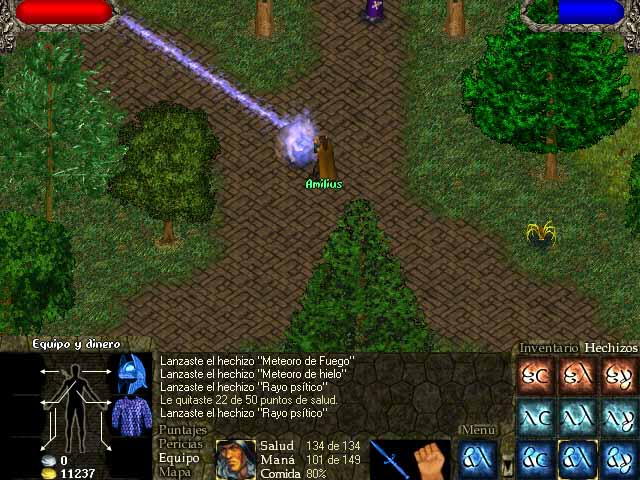 Amilius
Equipo y dinero
Lanzaste el hechizo "Meteoro de Fuego"
Lanzaste el hechizo "Meteoro de hielo"
Lanzaste el hechizo "Rayo psítico"
Le quitaste 22 de 50 puntos de salud.
Lanzaste el hechizo "Rayo psítico"
Inventario Hechizos
Puntajes
Pericias
Equipo
Mapa
Salud 134 de 134
Maná 101 de 149
Comida 80%
Menú
0
11237